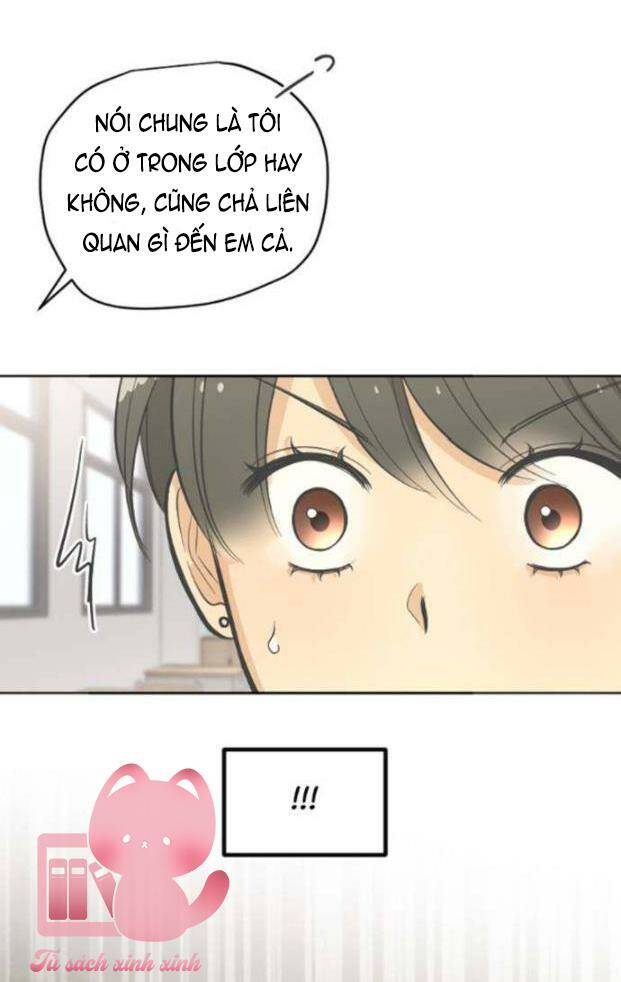 NÓI CHUNG LÀ TÔI
CÓ Ở TRONG LỚP HAY
KHÔNG, CŨNG CHẢ LIÊN
QUAN GÌ ĐẾN EM CẢ.
!!!
Tủ sách xinh xinh